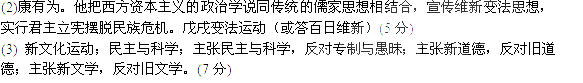 (2)康有为。他把西方资本主义的政治学说同传统的儒家思想相结合，宣传维新变法思想，
实行君主立宪摆脱民族危机。戊戌变法运动（或答百日维新）(5 分)
(3) 新文化运动；民主与科学；主张民主与科学，反对专制与愚昧；主张新道德，反对旧道
德；主张新文学，反对旧文学。(7 分)